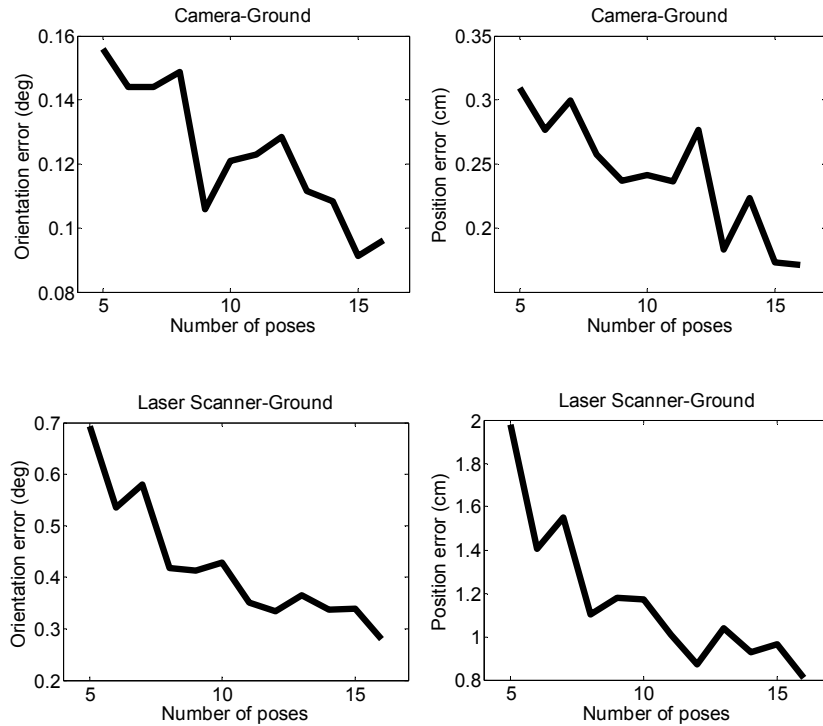 Camera-Ground
0.16
0.14
0.12
0.1
0.08
Orientation error (deg)
5 10 15
Number of poses
Camera-Ground
0.35
0.3
0.25
0.2
Position error (cm)
5 10 15
Number of poses
Laser Scanner-Ground
0.7
0.6
0.5
0.4
0.3
0.2
Orientation error (deg)
5 10 15
Number of poses
Laser Scanner-Ground
2
1.8
1.6
1.4
1.2
1
0.8
Position error (cm)
5 10 15
Number of poses